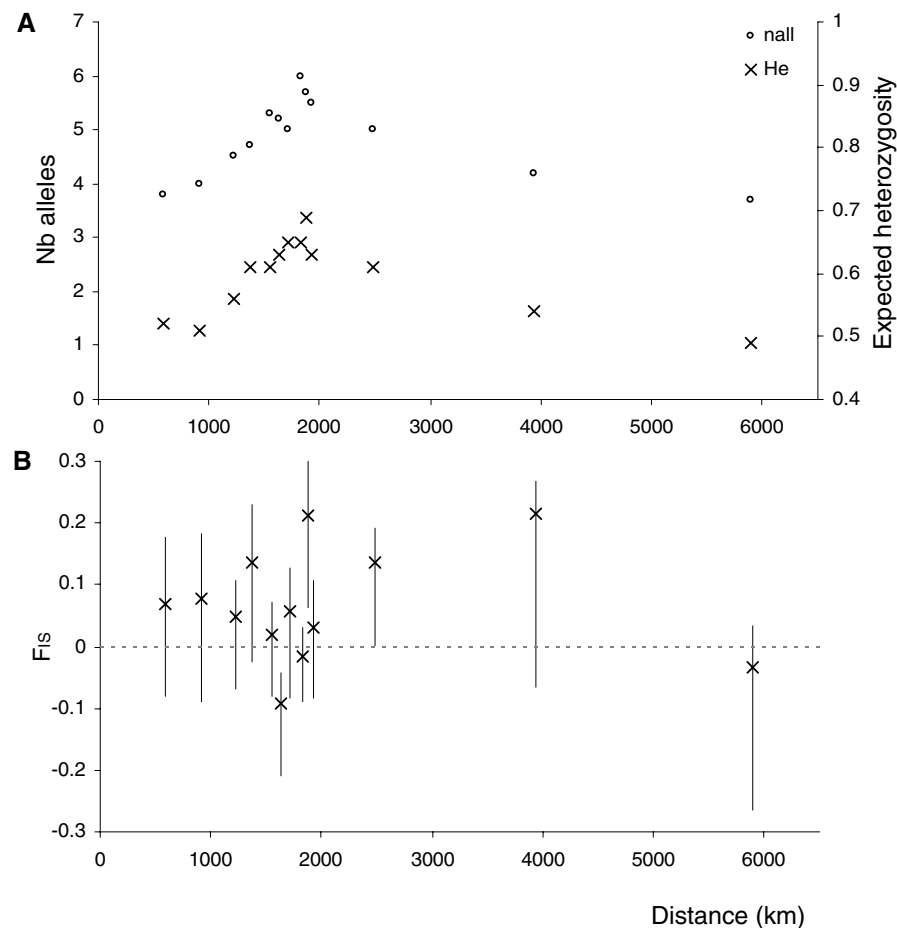 A
7
6
5
4
3
2
1
0
Nb alleles
nall
He
1
0.9
0.8
0.7
0.6
0.5
0.4
Expected heterozygosity
0 1000 2000 3000 4000 5000 6000
B
0.3
0.2
0.1
0
-0.1
-0.2
-0.3
FIS
0 1000 2000 3000 4000 5000 6000
Distance (km)